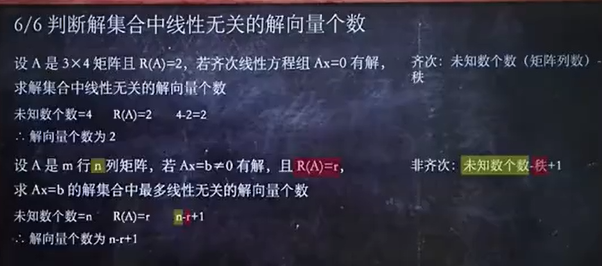 6/6 判断解集合中线性无关的解向量个数
设 A 是 3×4 矩阵且 R(A)=2，若齐次线性方程组 Ax=0 有解，
求解集合中线性无关的解向量个数
齐次：未知数个数（矩阵列数）-
秩
未知数个数=4 R(A)=2 4-2=2
∴ 解向量个数为 2
设 A 是 m 行 n 列矩阵，若 Ax=b≠0 有解，且 R(A)=r，
求 Ax=b 的解集合中最多线性无关的解向量个数
非齐次：未知数个数-秩+1
未知数个数=n R(A)=r n-r+1
∴ 解向量个数为 n-r+1